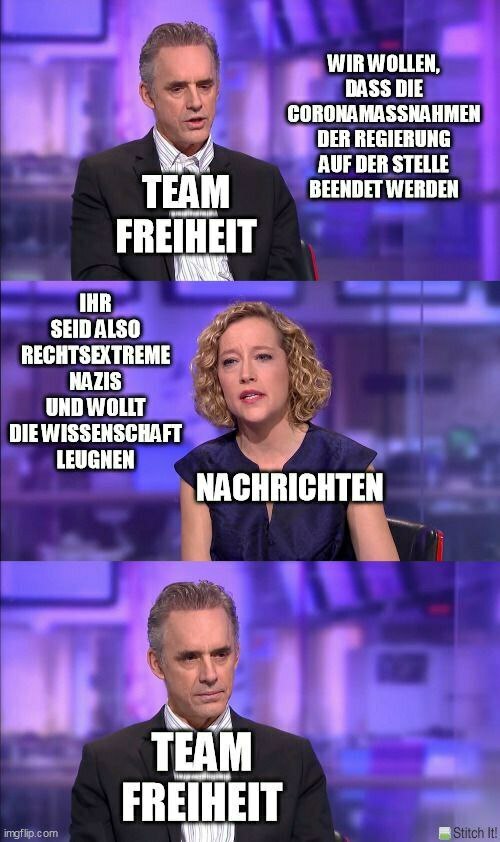 WIR WOLLEN,
DASS DIE
CORONAMASSNAHMEN
DER REGIERUNG
AUF DER STELLE
BEENDET WERDEN
TEAM
FREIHEIT
IHR
SEID ALSO
RECHTSEXTREME
NAZIS
UND WOLLT
DIE WISSENSCHAFT
LEUGNEN
NACHRICHTEN
TEAM
FREIHEIT
imgflip.com
Stitch It!